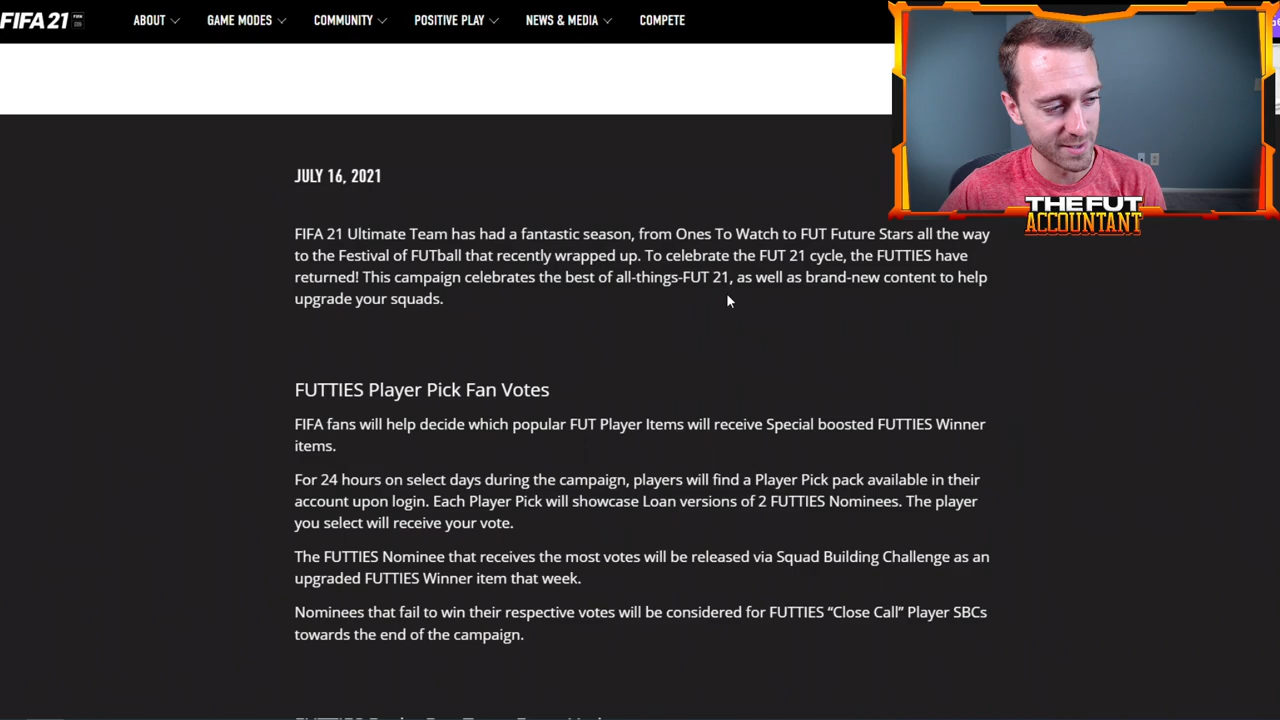 FIFA 21
ABOUT
GAME MODES
COMMUNITY
POSITIVE PLAY
NEWS & MEDIA
COMPETE
THE FUT
ACCOUNTANT
JULY 16, 2021
FIFA 21 Ultimate Team has had a fantastic season, from Ones To Watch to FUT Future Stars all the way
to the Festival of FUTball that recently wrapped up. To celebrate the FUT 21 cycle, the FUTTIES have
returned! This campaign celebrates the best of all-things-FUT 21, as well as brand-new content to help
upgrade your squads.
FUTTIES Player Pick Fan Votes
FIFA fans will help decide which popular FUT Player Items will receive Special boosted FUTTIES Winner
items.
For 24 hours on select days during the campaign, players will find a Player Pick pack available in their
account upon login. Each Player Pick will showcase Loan versions of 2 FUTTIES Nominees. The player
you select will receive your vote.
The FUTTIES Nominee that receives the most votes will be released via Squad Building Challenge as an
upgraded FUTTIES Winner item that week.
Nominees that fail to win their respective votes will be considered for FUTTIES “Close Call” Player SBCs
towards the end of the campaign.